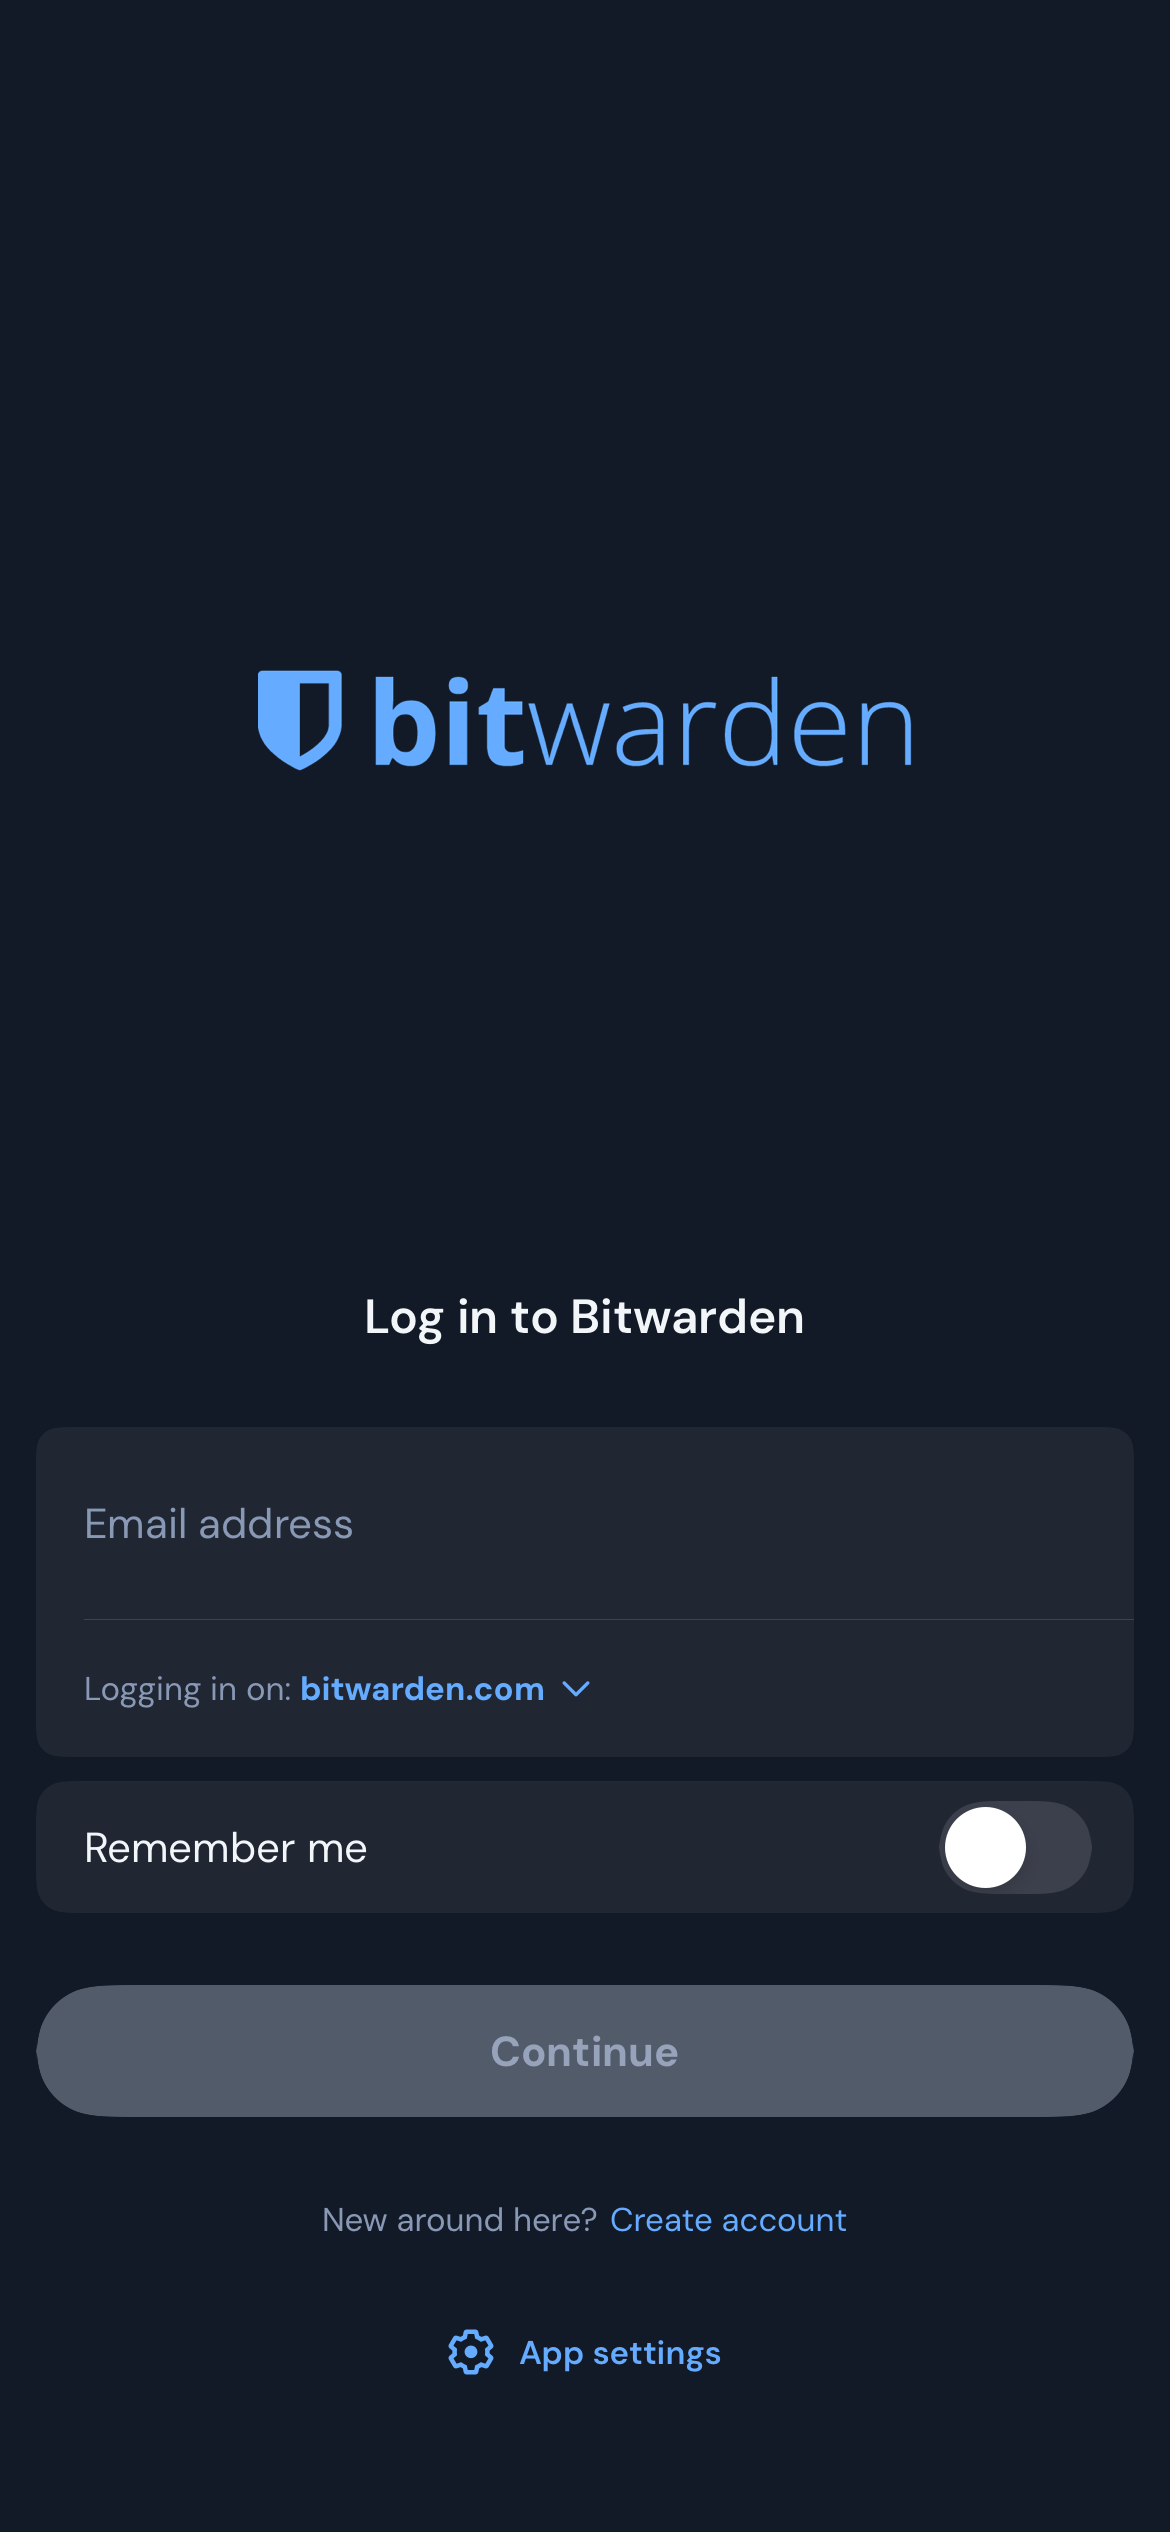 bitwarden
Log in to Bitwarden
Email address
Logging in on: bitwarden.com
Remember me
Continue
New around here? Create account
App settings